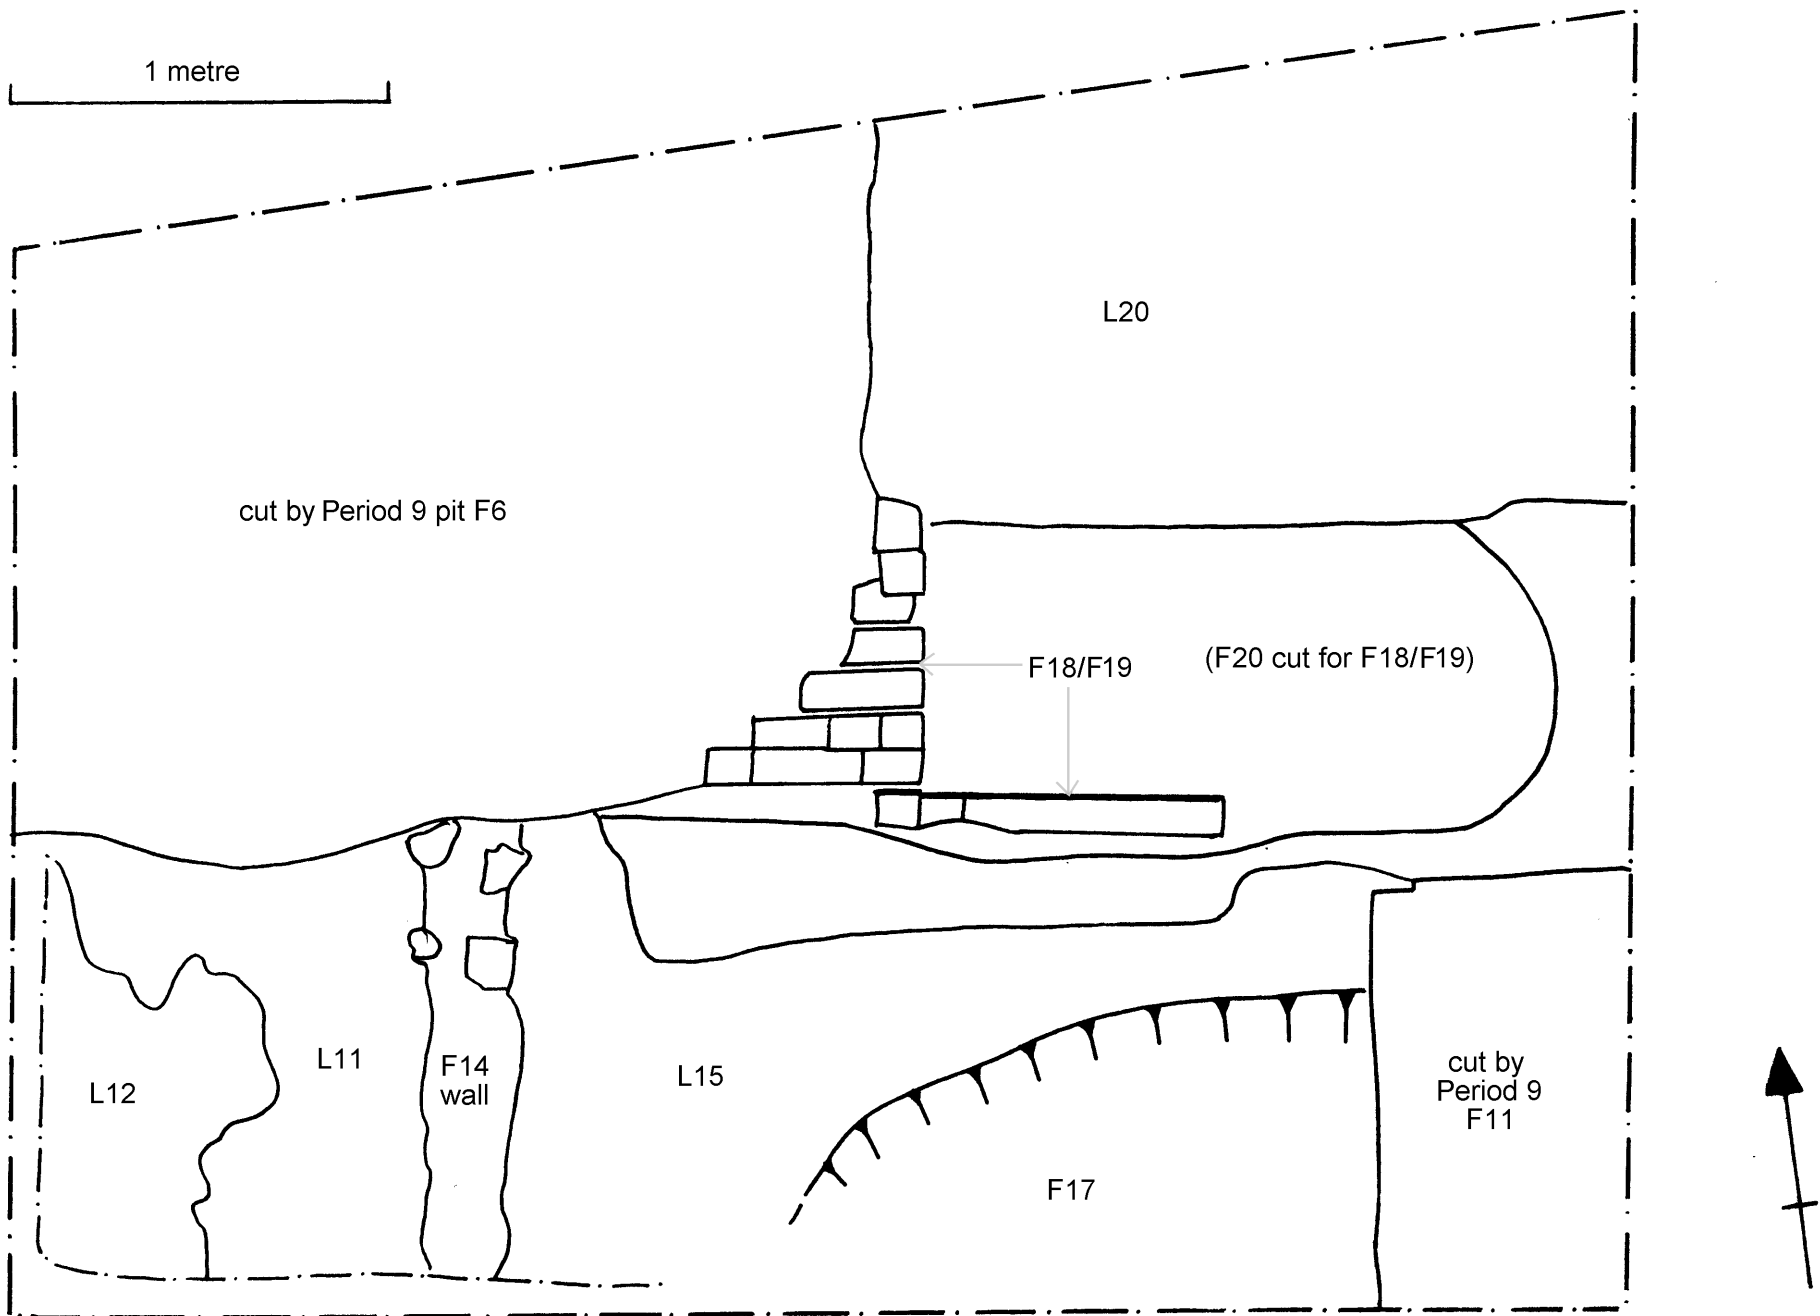 1 metre
L20
cut by Period 9 pit F6
F18/F19
(F20 cut for F18/F19)
L12
L11
F14
wall
L15
F17
cut by
Period 9
F11